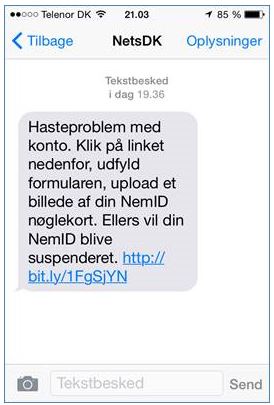 Telenor DK 21.03 85 %
Tilbage NetsDK Oplysninger
Tekstbesked
i dag 19.36
Hasteproblem med
konto. Klik på linket
nedenfor, udfyld
formularen, upload et
billede af din NemID
nøglekort. Ellers vil din
NemID blive
suspenderet. http://
bit.ly/1FgSjYN
Tekstbesked Send